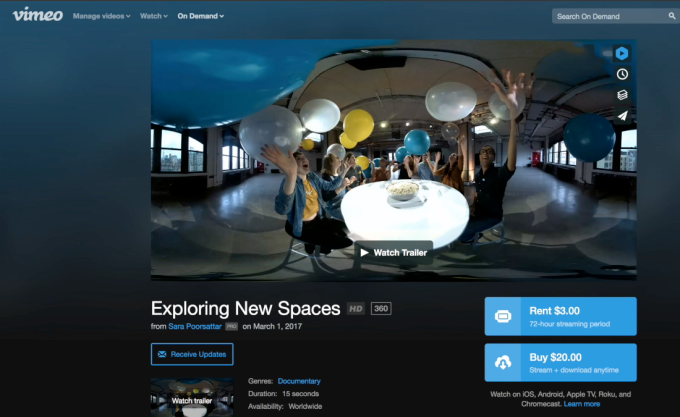 vimeo Manage videos Watch On Demand Search On Demand
Watch Trailer
Exploring New Spaces HD 360
from Sara Poorsattar PRO on March 1, 2017
Receive Updates
Watch trailer
Genres: Documentary
Duration: 15 seconds
Availability: Worldwide
Rent $3.00
72-hour streaming period
Buy $20.00
Stream + download anytime
Watch on iOS, Android, Apple TV, Roku, and
Chromecast. Learn more